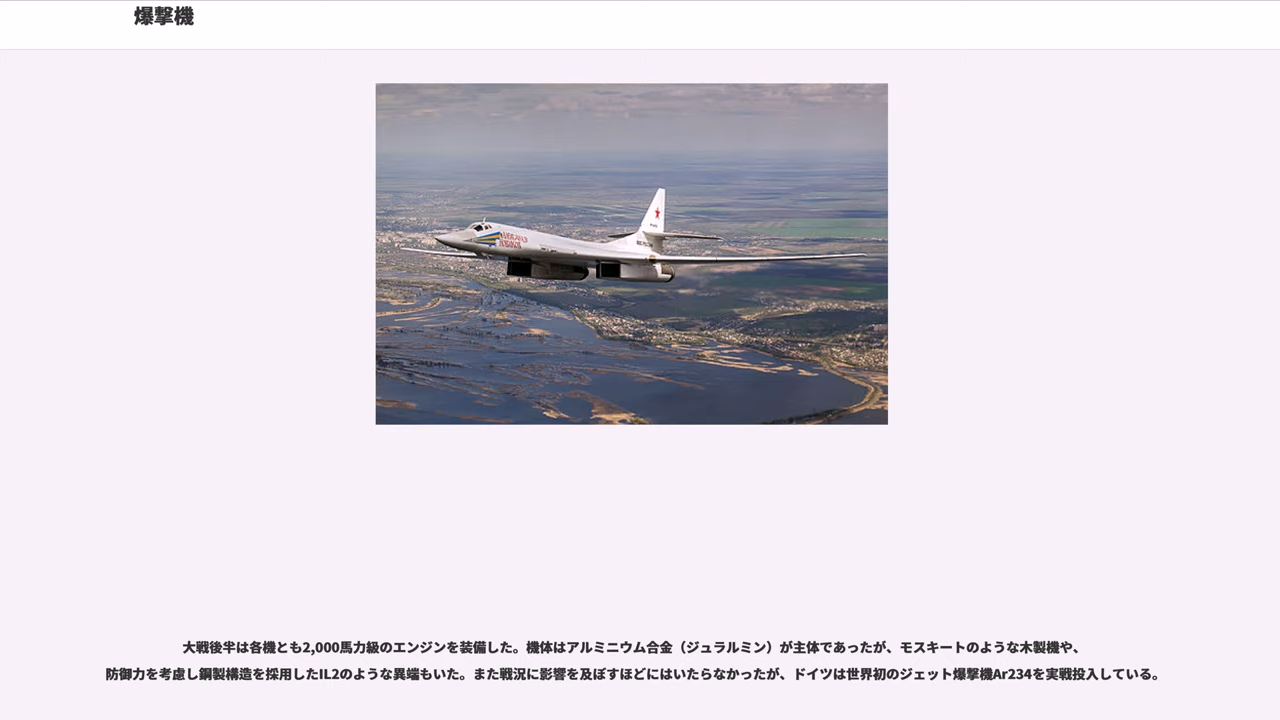 爆撃機
大戦後半は各機とも2,000馬力級のエンジンを装備した。機体はアルミニウム合金（ジュラルミン）が主体であったが、モスキートのような木製機や、
防御力を考慮し鋼製構造を採用したIL2のような異端もいた。また戦況に影響を及ぼすほどにはいたらなかったが、ドイツは世界初のジェット爆撃機Ar234を実戦投入している。